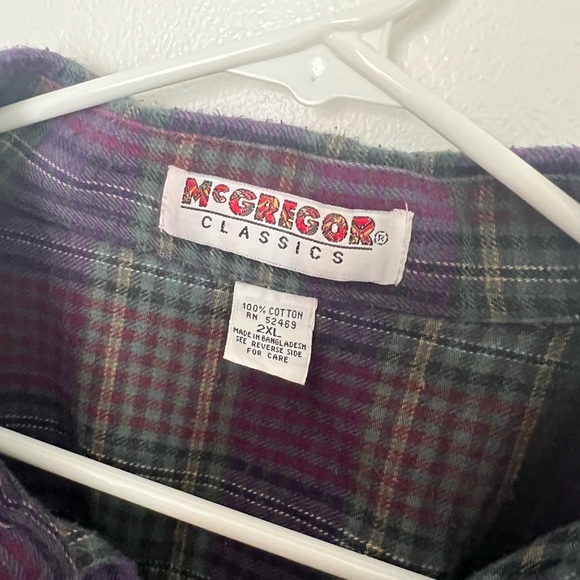 McGREGOR®
CLASSICS
100% COTTON
RN 52469
2XL
MADE IN BANGLADESH
SEE REVERSE SIDE
FOR CARE